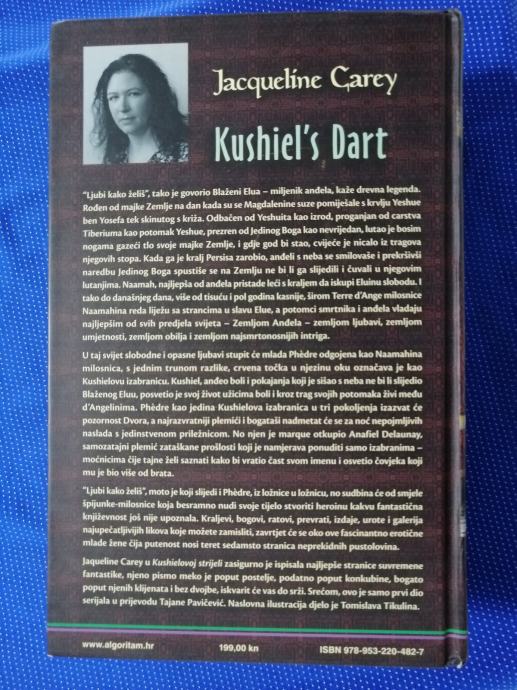 Jacqueline Carey
Kushiel's Dart
"Ljubi kako želiš", tako je govorio Blaženi Elua – miljenik anđela, kaže drevna legenda.
Rođen od majke Zemlje na dan kada su se Magdalenine suze pomiješale s krvlju Yeshue
ben Yosefa tek skinutog s križa. Odbačen od Yeshuita kao izrod, proganjan od carstva
Tiberiuma kao potomak Yeshue, prezren od Jedinog Boga kao nevrijedan, lutao je bosim
nogama gazeći tlo svoje majke Zemlje, i gdje god bi stao, cvijeće je nicalo iz tragova
njegovih stopa. Kada ga je kralj Persisa zarobio, anđeli s neba se smilovaše i prekršivši
naredbu Jedinog Boga spustiše se na Zemlju ne bi li ga slijedili i čuvali u njegovim
lutanjima. Naamah, najljepša od anđela pristade leći s kraljem da iskupi Eluinu slobodu. I
tako do današnjeg dana, više od tisuću i pol godina kasnije, širom Terre d'Ange milosnice
Naamahina reda liježu sa strancima u slavu Elue, a potomci smrtnika i anđela vladaju
najljepšim od svih predjela svijeta – Zemljom Anđela – zemljom ljubavi, zemljom
umjetnosti, zemljom obilja i zemljom najsmrtonosnijih intriga.
U taj svijet slobodne i opasne ljubavi stupit će mlada Phèdre odgojena kao Naamahina
milosnica, s jednim trunom razlike, crvena točka u njezinu oku označava je kao
Kushielovu izabranicu. Kushiel, anđeo boli i pokajanja koji je sišao s neba ne bi li slijedio
Blaženog Eluu, posvetio je svoj život užicima boli i kroz trag svojih potomaka živi među
d'Angelinima. Phèdre kao jedina Kushielova izabranica u tri pokoljenja izazvat će
pozornost Dvora, a najrazvratniji plemići i bogataši nadmetat će se za noć nepojmljivih
naslada s jedinstvenom priležnicom. No njen je marque otkupio Anafiel Delaunay,
samozatajni plemić zataškane prošlosti koji je namjerava ponuditi samo izabranima –
moćnicima čije tajne želi saznati kako bi vratio čast svom imenu i osvetio čovjeka koji
mu je bio više od brata.
"Ljubi kako želiš", moto je koji slijedi i Phèdre, iz ložnice u ložnicu, no sudbina će od smjele
špijunke-milosnice koja besramno nudi svoje tijelo stvoriti heroinu kakvu fantastična
književnost još nije upoznala. Kraljevi, bogovi, ratovi, prevrati, izdaje, urote i galerija
najupečatljivijih likova koje možete zamisliti, zavrtjet će se oko ove fascinantno erotične
mlade žene čija putenost nosi teret sedamsto stranica neprekidnih pustolovina.
Jaqueline Carey u Kushielovoj strijeli zasigurno je ispisala najljepše stranice suvremene
fantastike, njeno pismo meko je poput postelje, podatno poput konkubine, bogato
poput njenih klijenata i bez dvojbe, iskvarit će vas do srži. Srećom, ovo je samo prvi dio
serijala u prijevodu Tajane Pavičević. Naslovna ilustracija djelo je Tomislava Tikulina.
www.algoritam.hr
199,00 kn
ISBN 978-953-220-482-7